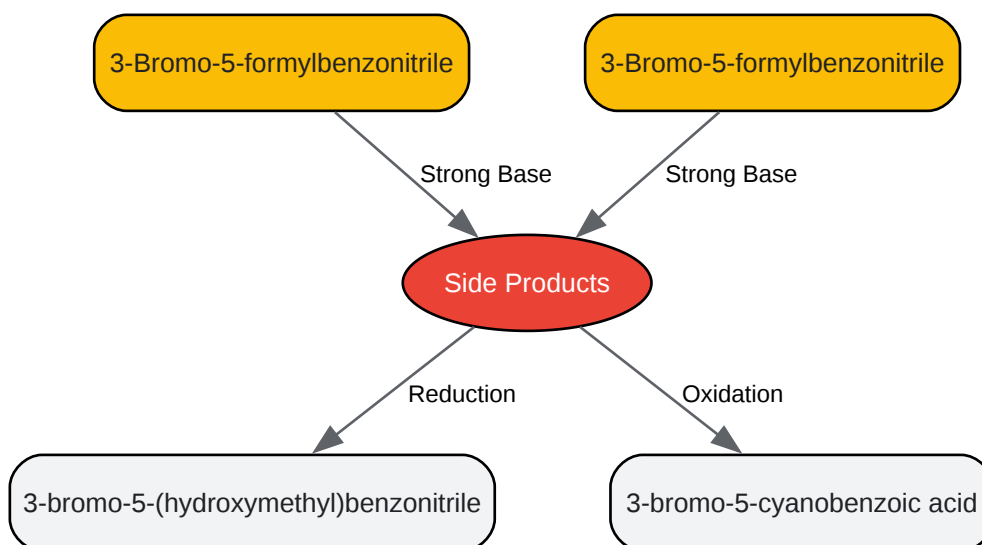 3-Bromo-5-formylbenzonitrile
3-Bromo-5-formylbenzonitrile
Strong Base
Strong Base
Side Products
Reduction
Oxidation
3-bromo-5-(hydroxymethyl)benzonitrile
3-bromo-5-cyanobenzoic acid